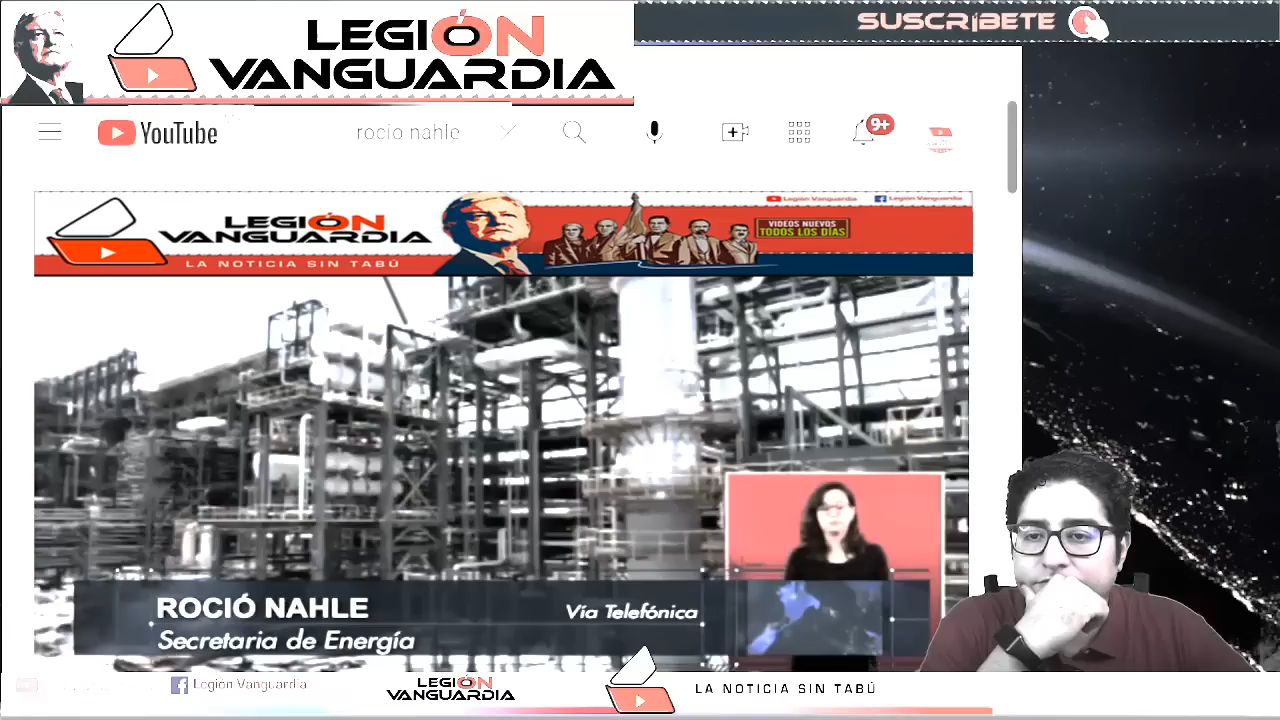 LEGIÓN
VANGUARDIA
SUSCRÍBETE
YouTube
rocio nahle
9+
LEGIÓN
VANGUARDIA
LA NOTICIA SIN TABÚ
Legión Vanguardia
Legión Vanguardia
VIDEOS NUEVOS
TODOS LOS DÍAS
ROCIÓ NAHLE
Vía Telefónica
Secretaria de Energía
Legión Vanguardia
LEGIÓN
VANGUARDIA
LA NOTICIA SIN TABÚ